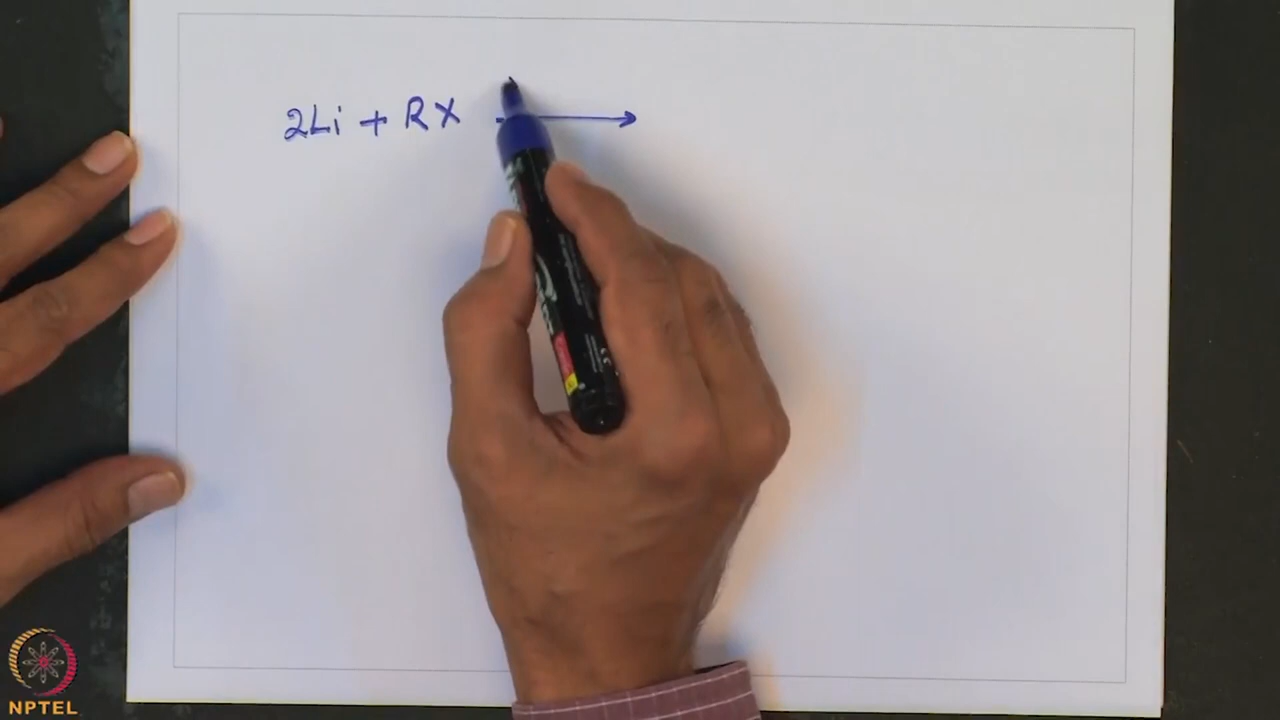 2Li + RX →
NPTEL